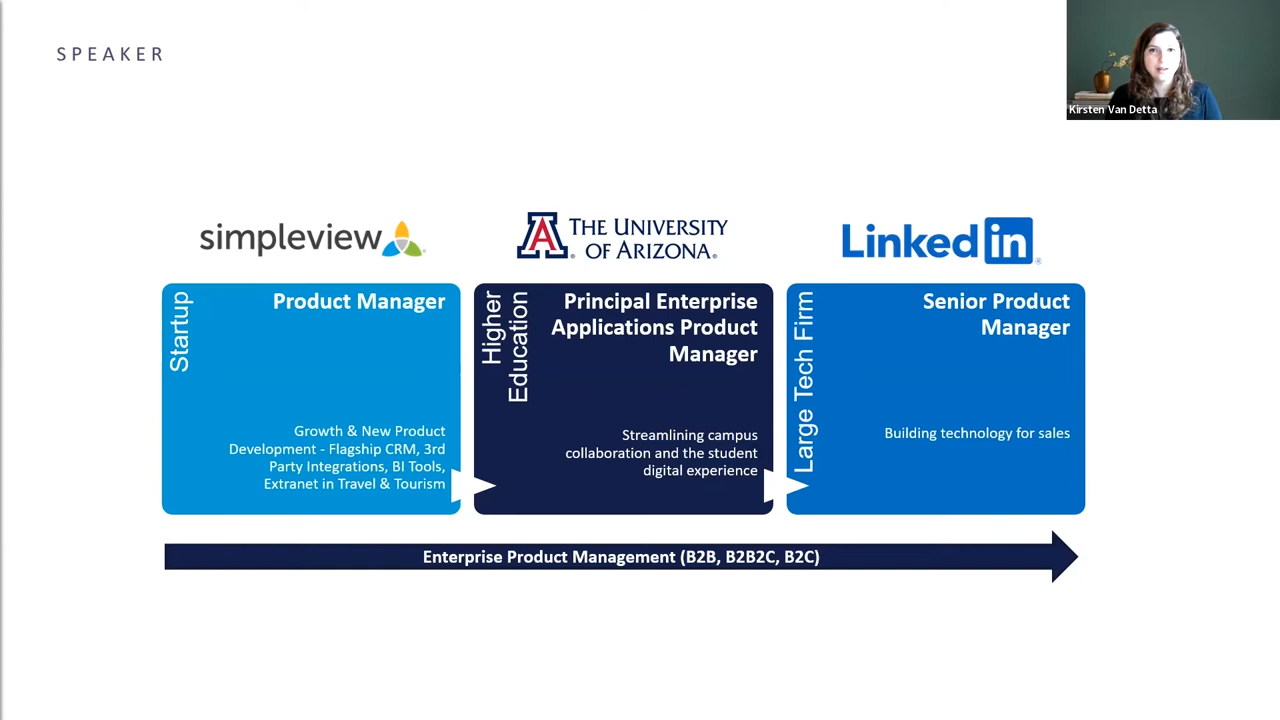 SPEAKER
Kirsten Van Detta
simpleview
THE UNIVERSITY
OF ARIZONA
LinkedIn
Startup
Product Manager
Growth & New Product
Development - Flagship CRM, 3rd
Party Integrations, BI Tools,
Extranet in Travel & Tourism
Higher
Education
Principal Enterprise
Applications Product
Manager
Streamlining campus
collaboration and the student
digital experience
Large Tech Firm
Senior Product
Manager
Building technology for sales
Enterprise Product Management (B2B, B2B2C, B2C)